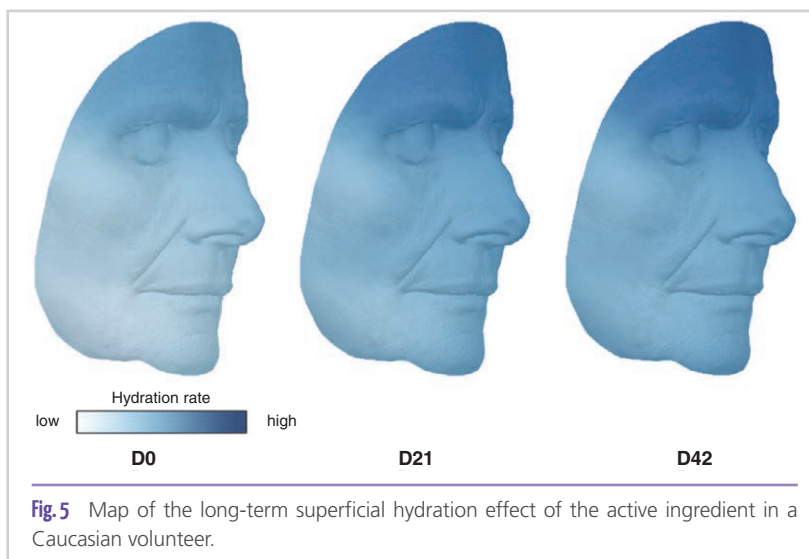 Hydration rate
low high
D0 D21 D42
Fig. 5 Map of the long-term superficial hydration effect of the active ingredient in a
Caucasian volunteer.